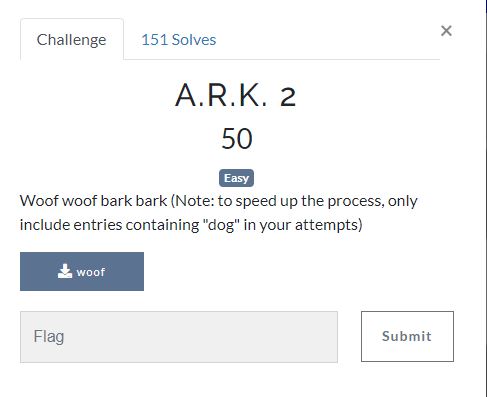 Challenge 151 Solves ×
A.R.K. 2
50
Easy
Woof woof bark bark (Note: to speed up the process, only
include entries containing "dog" in your attempts)
woof
Flag Submit